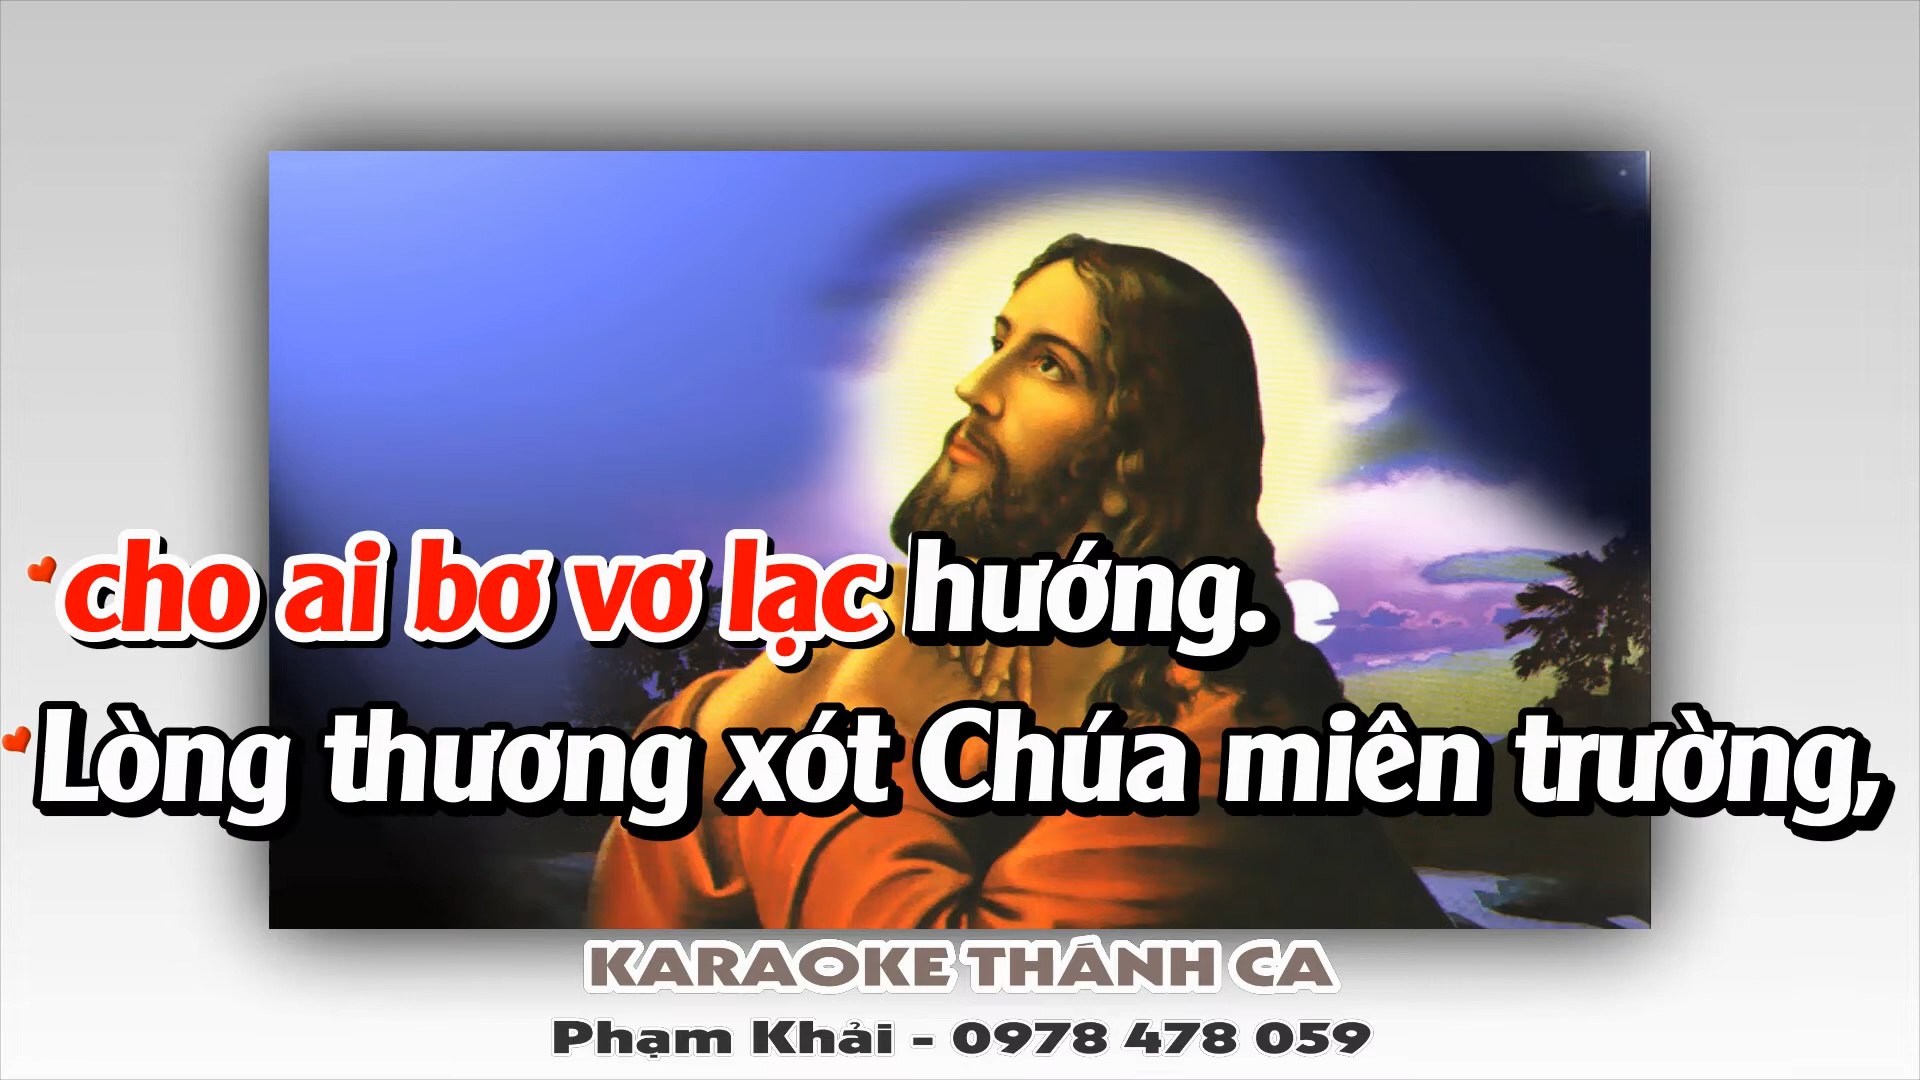 cho ai bơ vơ lạc hướng.
Lòng thương xót Chúa miên trường,
KARAOKE THÁNH CA
Phạm Khải - 0978 478 059